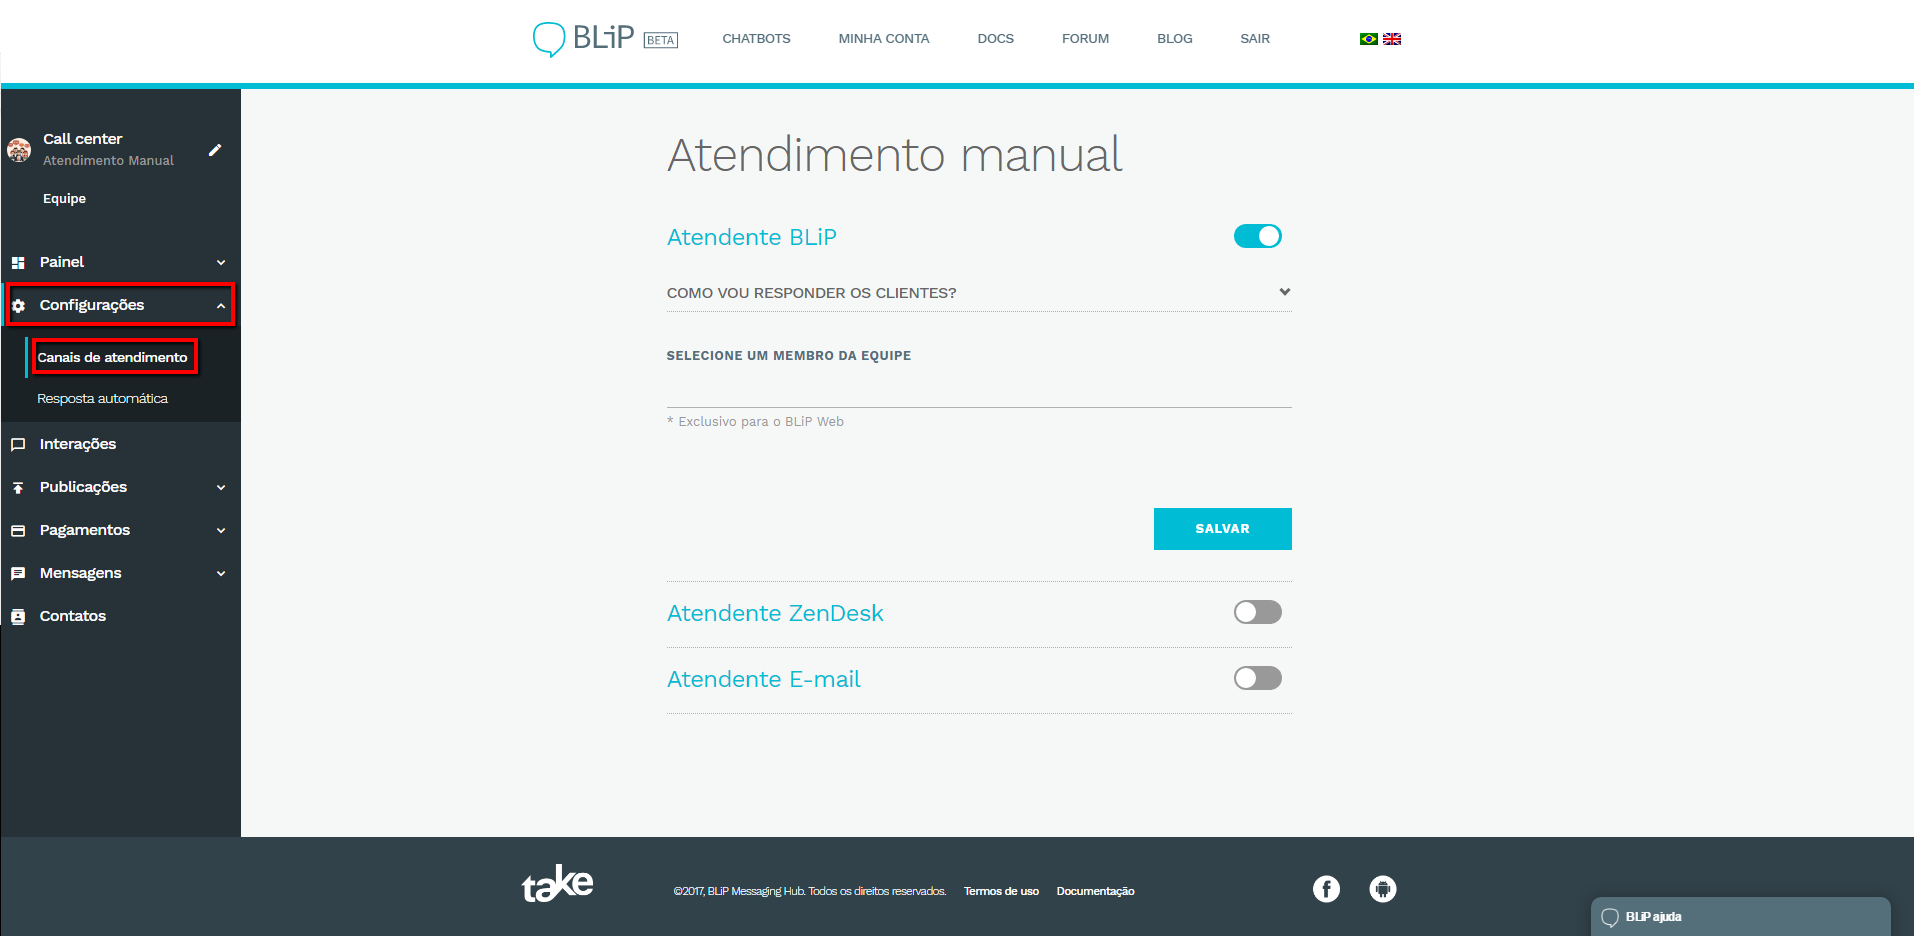 BLiP BETA CHATBOTS MINHA CONTA DOCS FORUM BLOG SAIR
Call center
Atendimento Manual
Equipe
Painel
Configurações
Canais de atendimento
Resposta automática
Interações
Publicações
Pagamentos
Mensagens
Contatos
Atendimento manual
Atendente BLiP
COMO VOU RESPONDER OS CLIENTES?
SELECIONE UM MEMBRO DA EQUIPE
* Exclusivo para o BLiP Web
SALVAR
Atendente ZenDesk
Atendente E-mail
take
©2017, BLiP Messaging Hub. Todos os direitos reservados. Termos de uso Documentação
BLiP ajuda